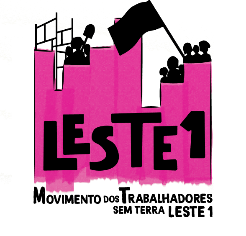 LESTE1
MOVIMENTO DOS TRABALHADORES
SEM TERRA LESTE 1